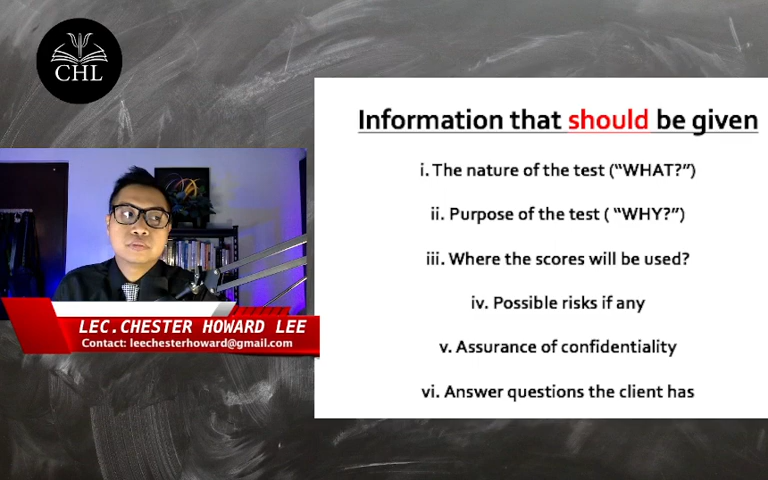 CHL
Information that should be given
i. The nature of the test (“WHAT?”)
ii. Purpose of the test ( “WHY?”)
iii. Where the scores will be used?
iv. Possible risks if any
v. Assurance of confidentiality
vi. Answer questions the client has
LEC.CHESTER HOWARD LEE
Contact: leechesterhoward@gmail.com